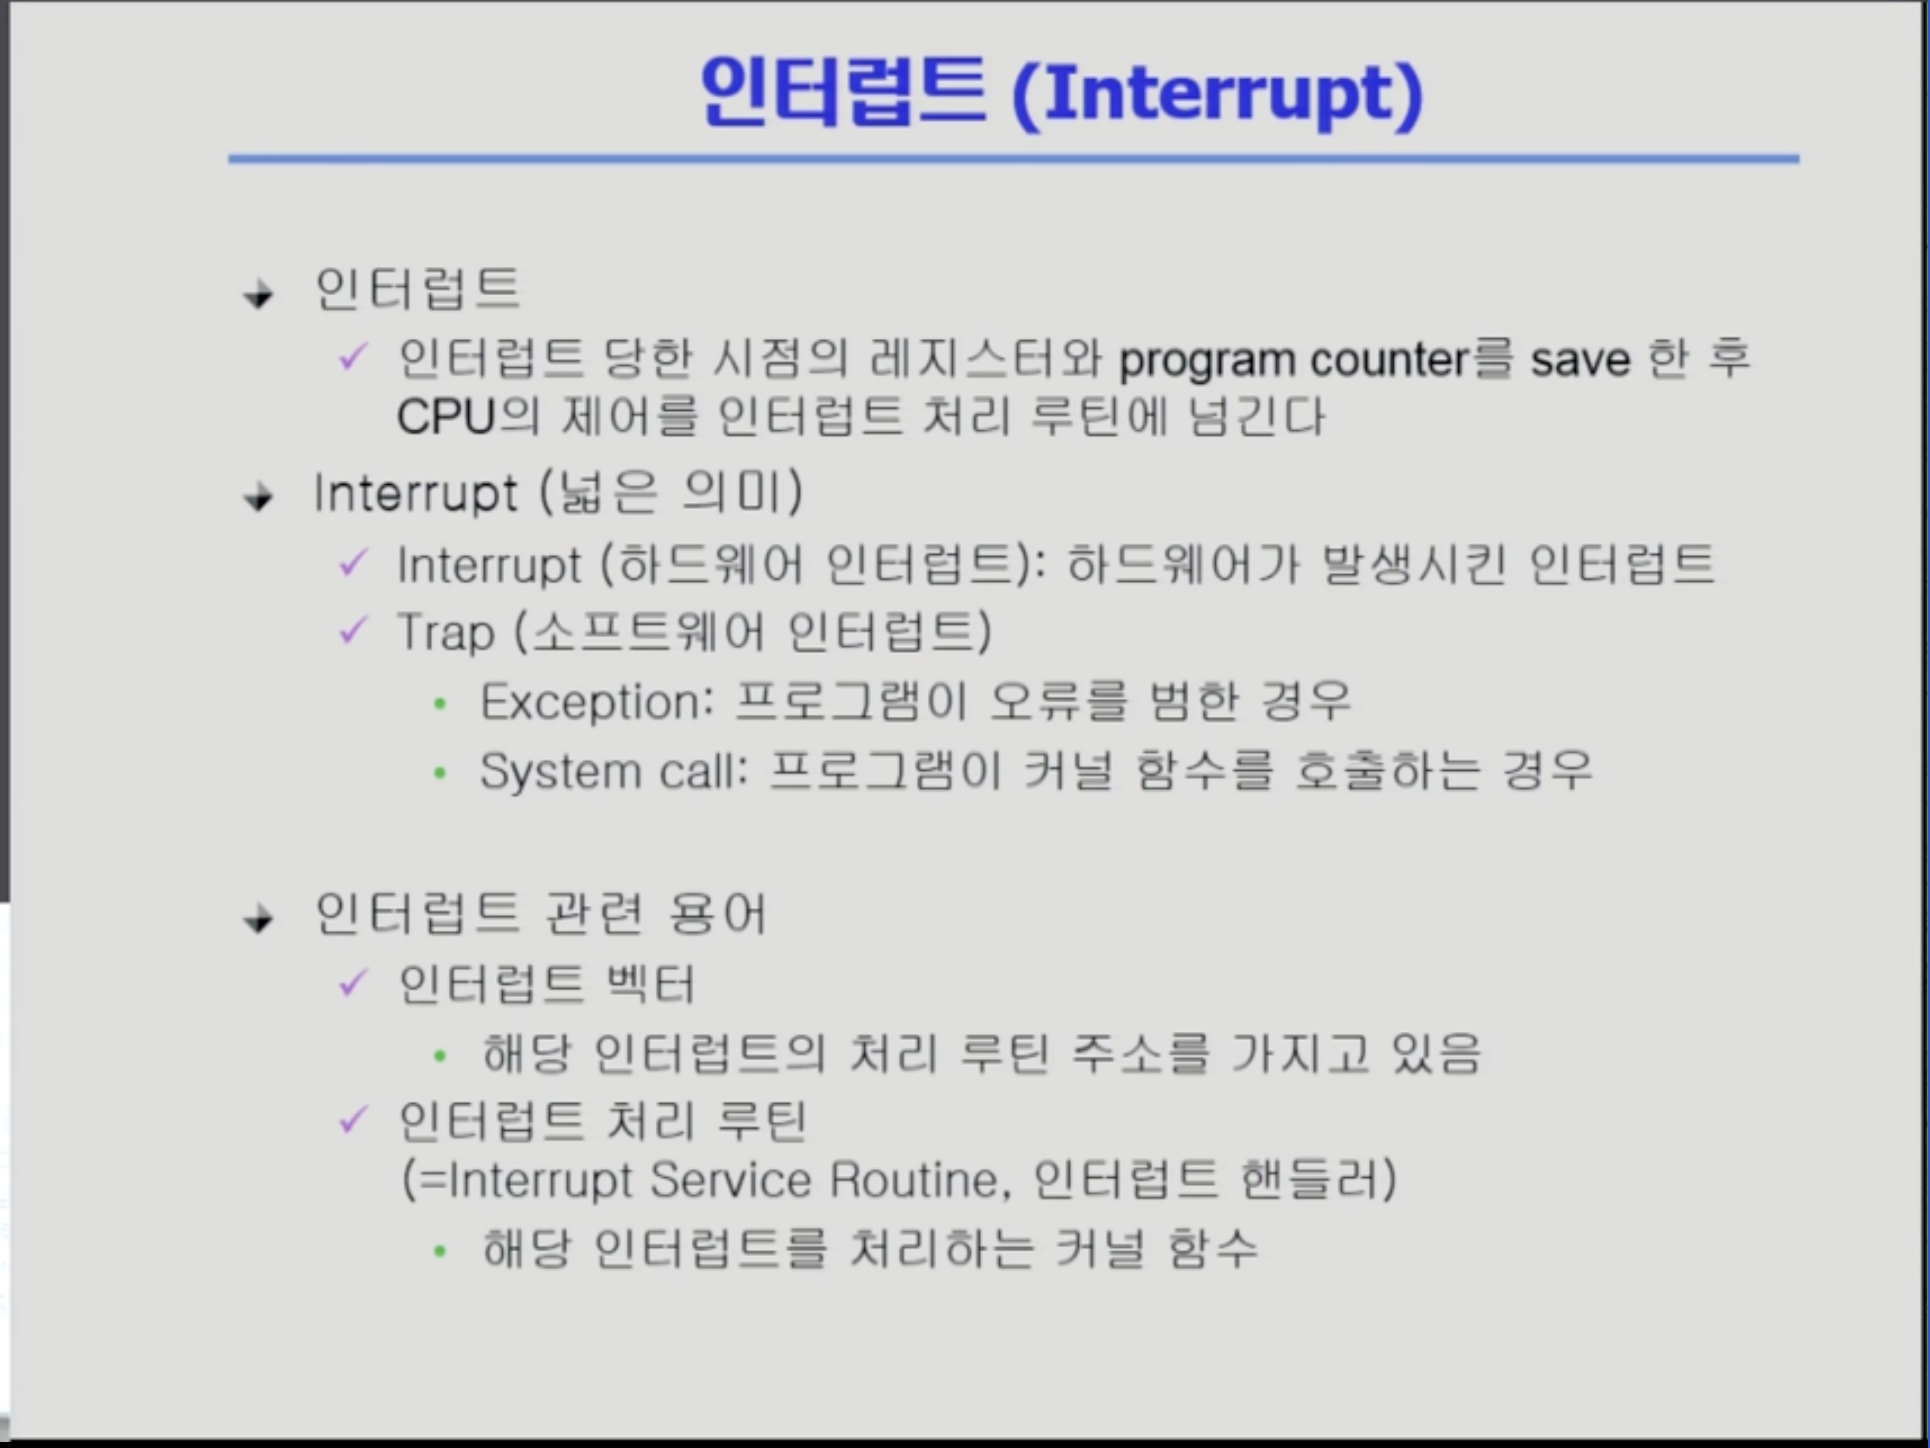 인터럽트 (Interrupt)
인터럽트
인터럽트 당한 시점의 레지스터와 program counter를 save 한 후
CPU의 제어를 인터럽트 처리 루틴에 넘긴다
Interrupt (넓은 의미)
Interrupt (하드웨어 인터럽트): 하드웨어가 발생시킨 인터럽트
Trap (소프트웨어 인터럽트)
Exception: 프로그램이 오류를 범한 경우
System call: 프로그램이 커널 함수를 호출하는 경우
인터럽트 관련 용어
인터럽트 벡터
해당 인터럽트의 처리 루틴 주소를 가지고 있음
인터럽트 처리 루틴
(=Interrupt Service Routine, 인터럽트 핸들러)
해당 인터럽트를 처리하는 커널 함수